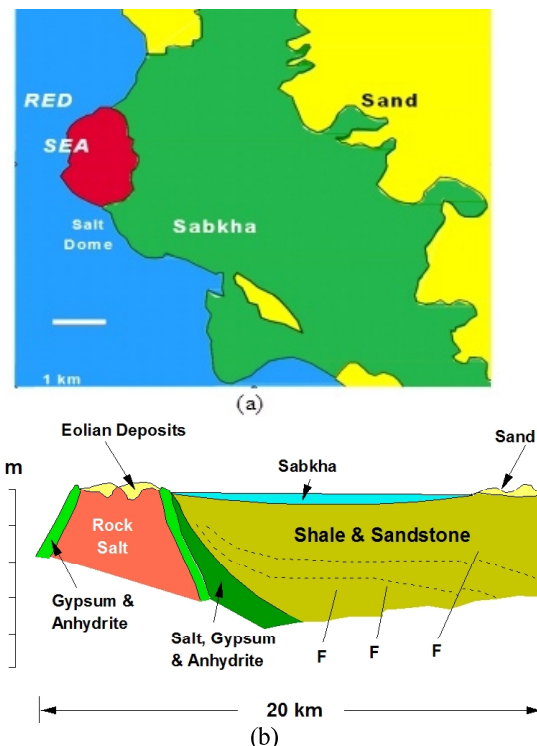 RED
SEA
Sand
Salt
Dome
Sabkha
1 km
(a)
Eolian Deposits
Sabkha
Sand
m
Rock
Salt
Shale & Sandstone
Gypsum &
Anhydrite
Salt, Gypsum
& Anhydrite
F
F
F
20 km
(b)